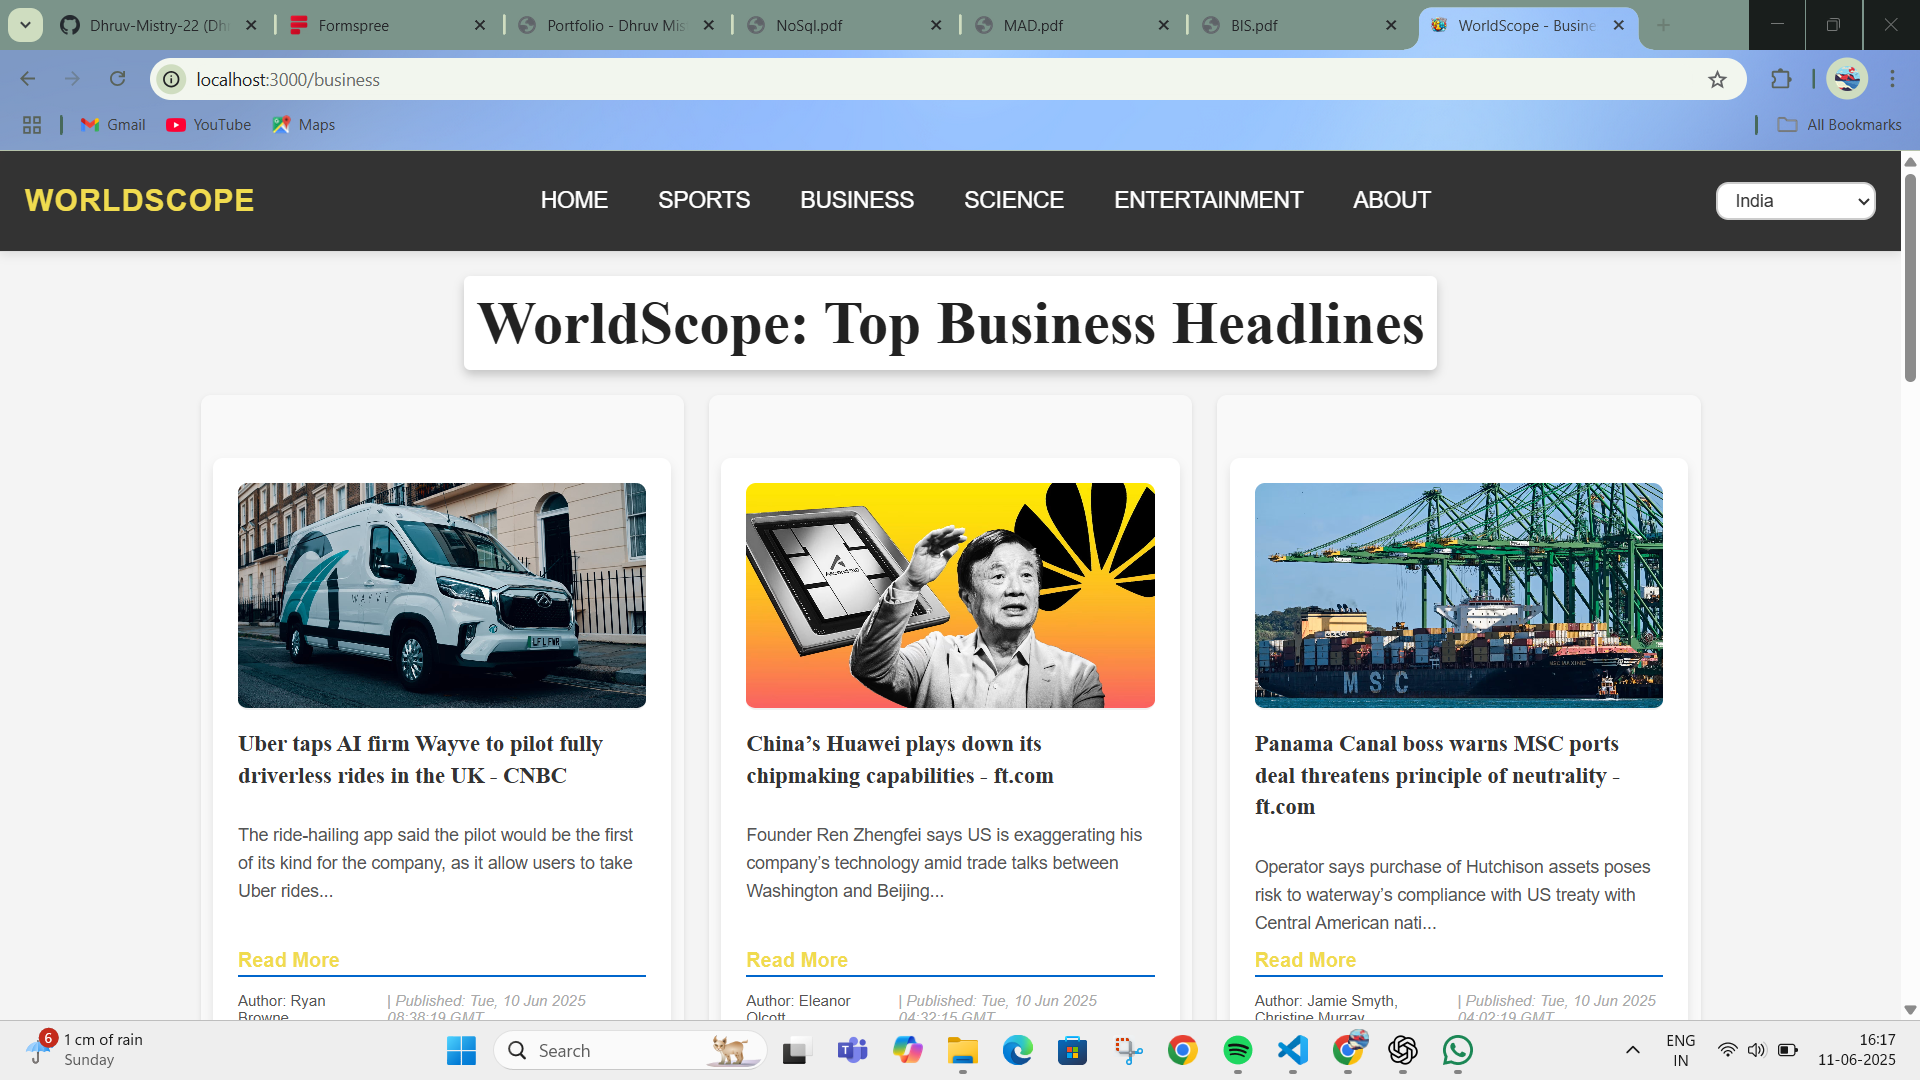 Dhruv-Mistry-22 (Dh
Formspree
Portfolio - Dhruv Mis
NoSql.pdf
MAD.pdf
BIS.pdf
WorldScope - Busine
localhost:3000/business
Gmail
YouTube
Maps
All Bookmarks
WORLDSCOPE
HOME
SPORTS
BUSINESS
SCIENCE
ENTERTAINMENT
ABOUT
India
WorldScope: Top Business Headlines
WAYVE
LFLFWR
Uber taps AI firm Wayve to pilot fully
driverless rides in the UK - CNBC
The ride-hailing app said the pilot would be the first
of its kind for the company, as it allow users to take
Uber rides...
Read More
Author: Ryan
Browne
| Published: Tue, 10 Jun 2025
08:38:19 GMT
China’s Huawei plays down its
chipmaking capabilities - ft.com
Founder Ren Zhengfei says US is exaggerating his
company’s technology amid trade talks between
Washington and Beijing...
Read More
Author: Eleanor
Olcott
| Published: Tue, 10 Jun 2025
04:32:15 GMT
MSC
Panama Canal boss warns MSC ports
deal threatens principle of neutrality -
ft.com
Operator says purchase of Hutchison assets poses
risk to waterway’s compliance with US treaty with
Central American nati...
Read More
Author: Jamie Smyth,
Christine Murray
| Published: Tue, 10 Jun 2025
04:02:19 GMT
6
1 cm of rain
Sunday
Search
ENG
IN
16:17
11-06-2025